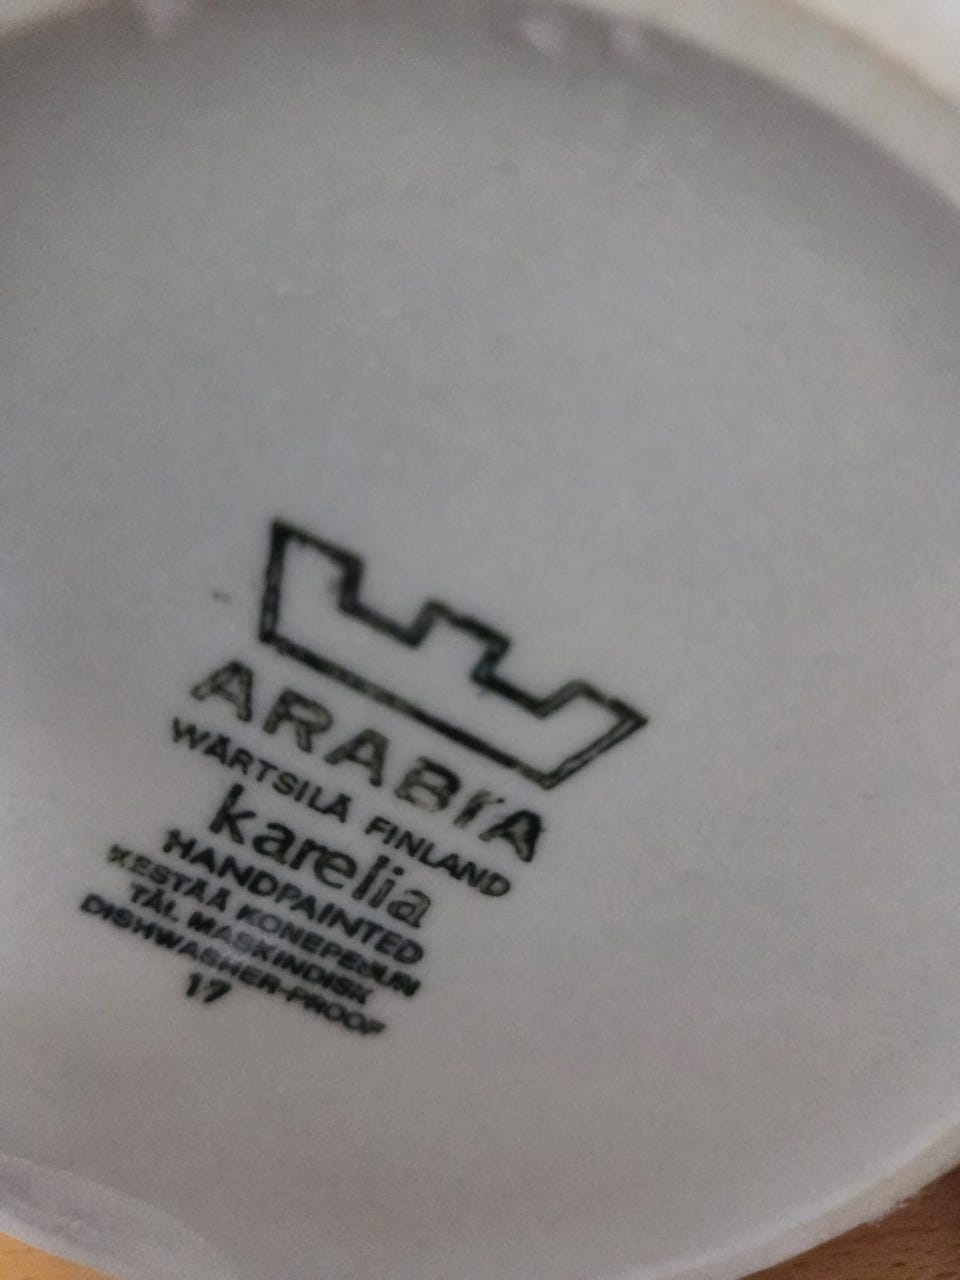 ARABIA
WÄRTSILÄ FINLAND
karelia
HANDPAINTED
KESTÄÄ KONEPESUN
TÅL MASKINDISK
DISHWASHER-PROOF
17